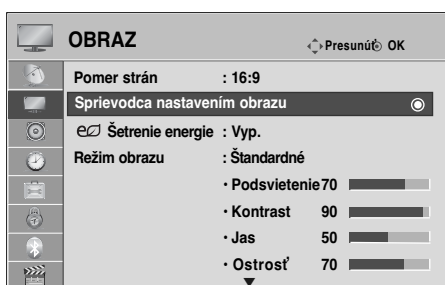 OBRAZ Presunúť OK
Pomer strán : 16:9
Sprievodca nastavením obrazu
Šetrenie energie : Vyp.
Režim obrazu : Štandardné
• Podsvietenie 70
• Kontrast 90
• Jas 50
• Ostrosť 70